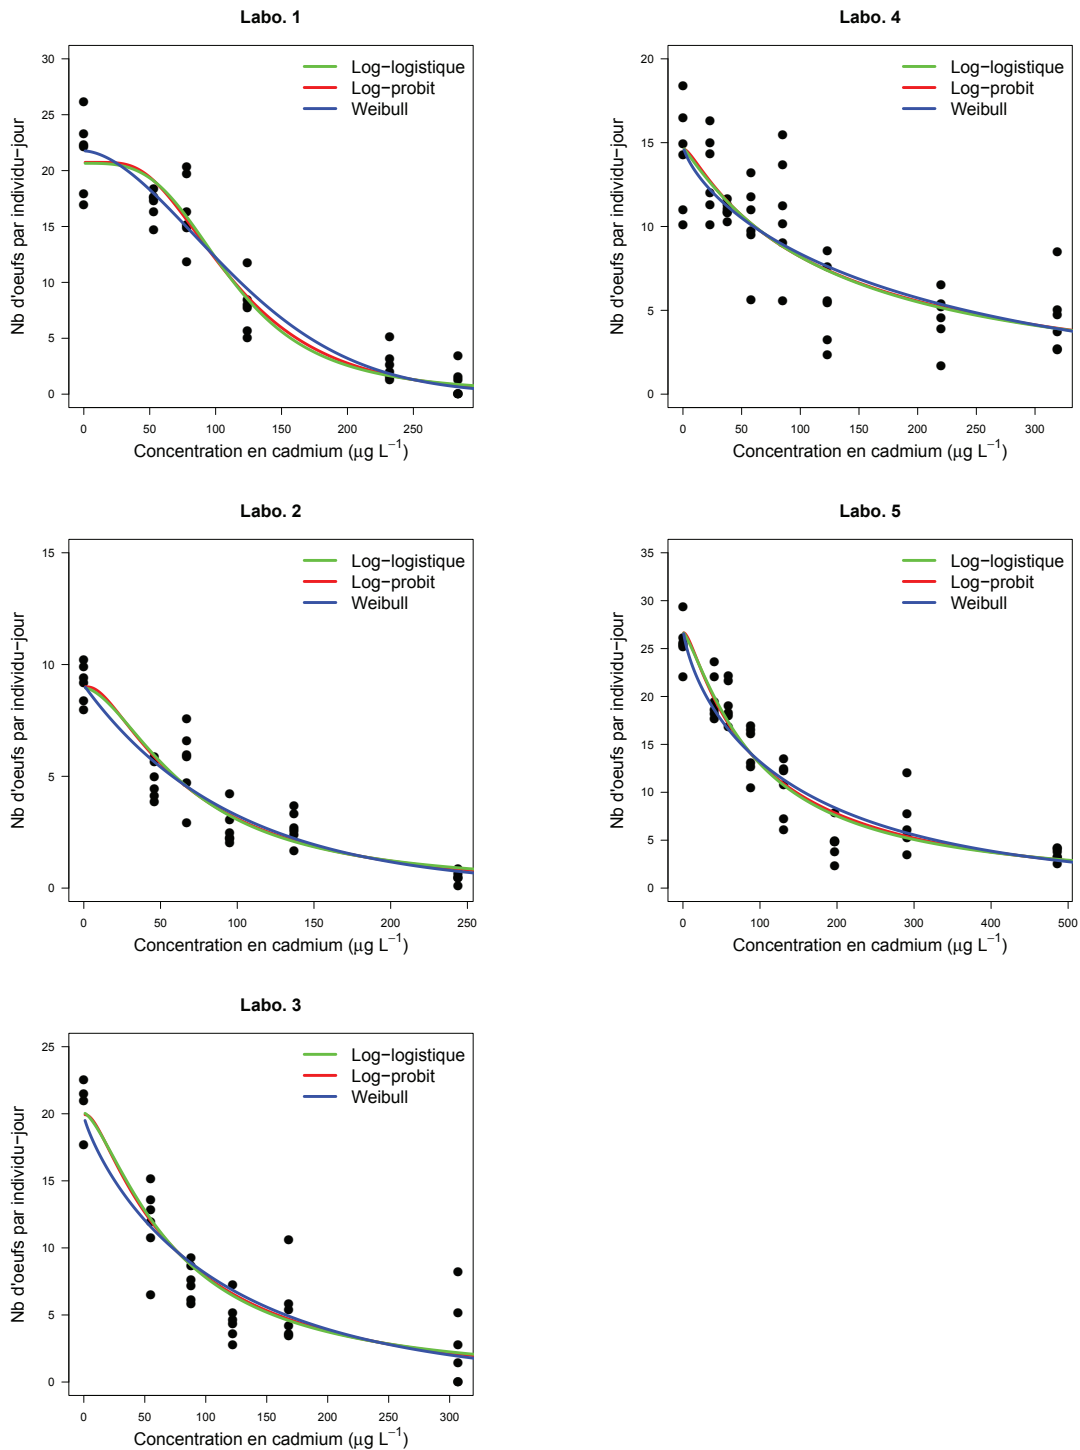 Labo. 1
Nb d'oeufs par individu−jour
30
25
20
15
10
5
0
Log−logistique
Log−probit
Weibull
0 50 100 150 200 250
Concentration en cadmium (μg L−1)
Labo. 4
Nb d'oeufs par individu−jour
20
15
10
5
0
Log−logistique
Log−probit
Weibull
0 50 100 150 200 250 300
Concentration en cadmium (μg L−1)
Labo. 2
Nb d'oeufs par individu−jour
15
10
5
0
Log−logistique
Log−probit
Weibull
0 50 100 150 200 250
Concentration en cadmium (μg L−1)
Labo. 5
Nb d'oeufs par individu−jour
35
30
25
20
15
10
5
0
Log−logistique
Log−probit
Weibull
0 100 200 300 400 500
Concentration en cadmium (μg L−1)
Labo. 3
Nb d'oeufs par individu−jour
25
20
15
10
5
0
Log−logistique
Log−probit
Weibull
0 50 100 150 200 250 300
Concentration en cadmium (μg L−1)